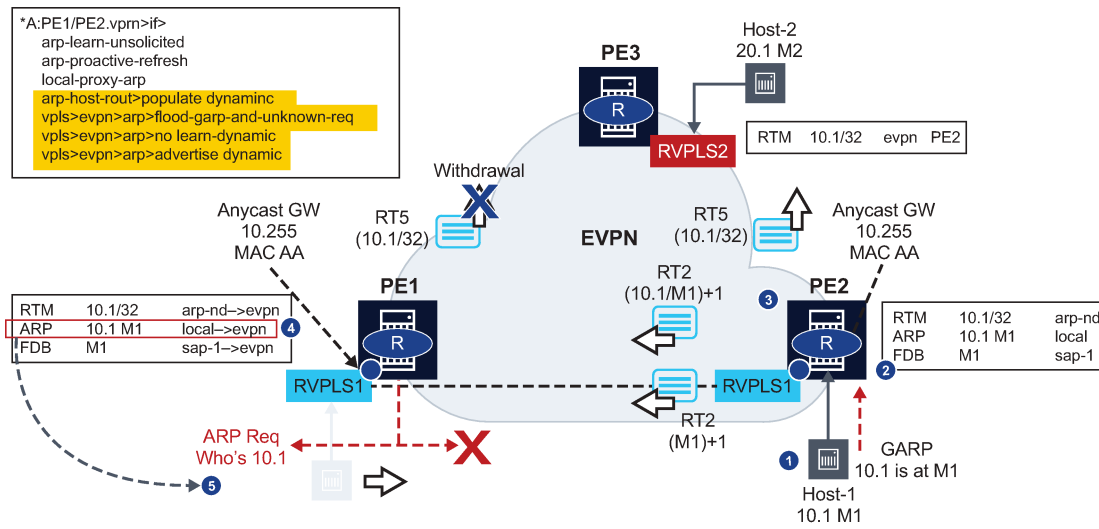 *A:PE1/PE2.vprn>if>
arp-learn-unsolicited
arp-proactive-refresh
local-proxy-arp
arp-host-rout>populate dynaminc
vpls>evpn>arp>flood-garp-and-unknown-req
vpls>evpn>arp>no learn-dynamic
vpls>evpn>arp>advertise dynamic
Host-2
20.1 M2
PE3
R
RVPLS2
RTM 10.1/32 evpn PE2
Withdrawal
X
RT5
(10.1/32)
EVPN
RT5
(10.1/32)
Anycast GW
10.255
MAC AA
Anycast GW
10.255
MAC AA
RT2
(10.1/M1)+1
PE1
R
RVPLS1
3
PE2
R
RVPLS1
RTM 10.1/32 arp-nd–>evpn
ARP 10.1 M1 local–>evpn
FDB M1 sap-1–>evpn
4
RTM 10.1/32 arp-nd
ARP 10.1 M1 local
FDB M1 sap-1
2
RT2
(M1)+1
ARP Req
Who's 10.1
X
5
1
GARP
10.1 is at M1
Host-1
10.1 M1